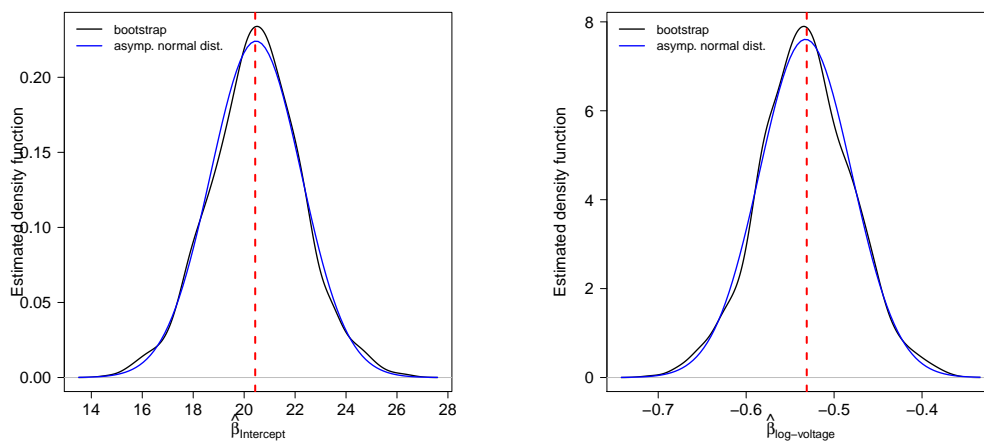 Estimated density function
0.20
0.15
0.10
0.05
0.00
bootstrap
asymp. normal dist.
14 16 18 20 22 24 26 28
β̂Intercept
Estimated density function
8
6
4
2
0
bootstrap
asymp. normal dist.
−0.7 −0.6 −0.5 −0.4
β̂log−voltage